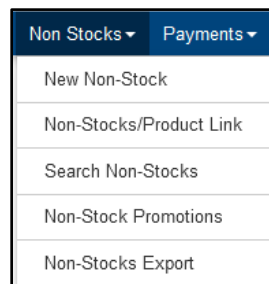 Non Stocks Payments
New Non-Stock
Non-Stocks/Product Link
Search Non-Stocks
Non-Stock Promotions
Non-Stocks Export